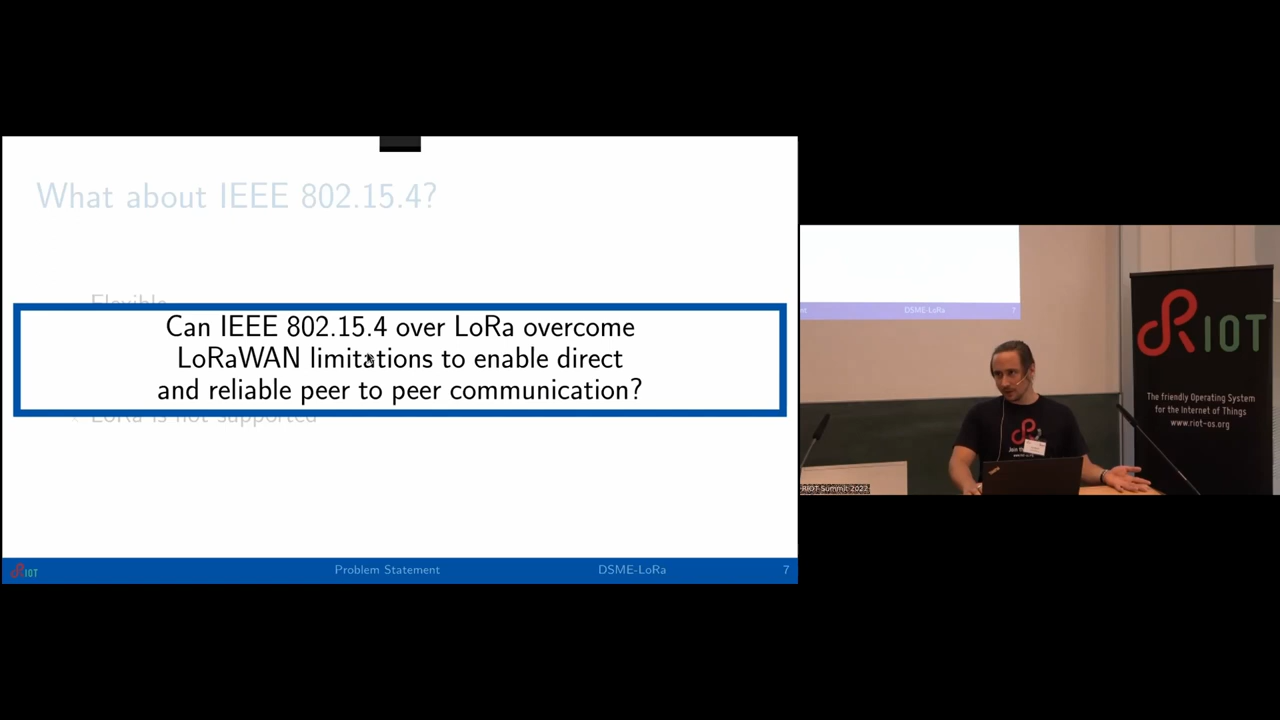 What about IEEE 802.15.4?
Flexible
Can IEEE 802.15.4 over LoRa overcome
LoRaWAN limitations to enable direct
and reliable peer to peer communication?
LoRa is not supported
RIOT
Problem Statement
DSME-LoRa
7
DSME-LoRa
7
RIOT
The friendly Operating System
for the Internet of Things
www.riot-os.org
RIOT Summit 2022